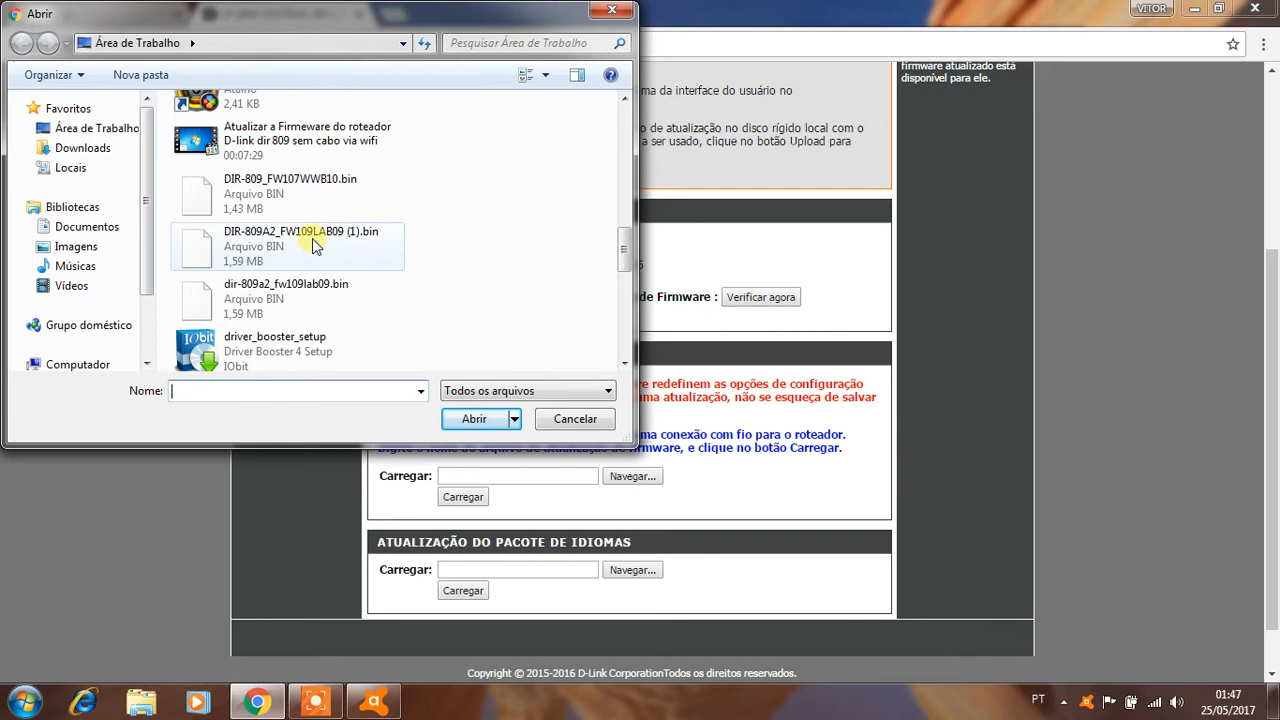 Abrir
VITOR
Área de Trabalho
Pesquisar Área de Trabalho
Organizar
Nova pasta
firmware atualizado está
disponível para ele.
Favoritos
Área de Trabalho
Downloads
Locais
Bibliotecas
Documentos
Imagens
Músicas
Vídeos
Grupo doméstico
Computador
2,41 KB
Atualizar a Firmeware do roteador
D-link dir 809 sem cabo via wifi
00:07:29
DIR-809_FW107WWB10.bin
Arquivo BIN
1,43 MB
DIR-809A2_FW109LAB09 (1).bin
Arquivo BIN
1,59 MB
dir-809a2_fw109lab09.bin
Arquivo BIN
1,59 MB
driver_booster_setup
Driver Booster 4 Setup
IObit
Nome:
Todos os arquivos
Abrir
Cancelar
ma da interface do usuário no
o de atualização no disco rígido local com o
a ser usado, clique no botão Upload para
de Firmware :
Verificar agora
re redefinem as opções de configuração
uma atualização, não se esqueça de salvar
ma conexão com fio para o roteador.
firmware, e clique no botão Carregar.
Carregar:
Navegar...
Carregar
ATUALIZAÇÃO DO PACOTE DE IDIOMAS
Carregar:
Navegar...
Carregar
Copyright © 2015-2016 D-Link CorporationTodos os direitos reservados.
PT
01:47
25/05/2017